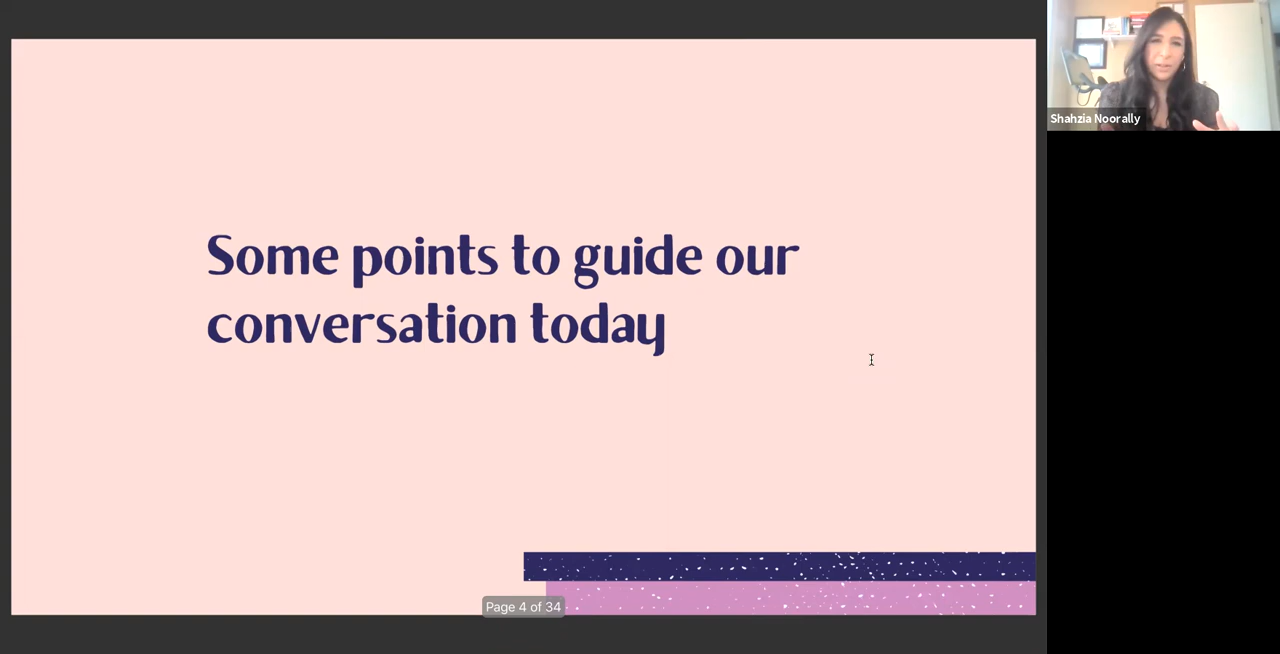 Some points to guide our
conversation today
Page 4 of 34
Shahzia Noorally